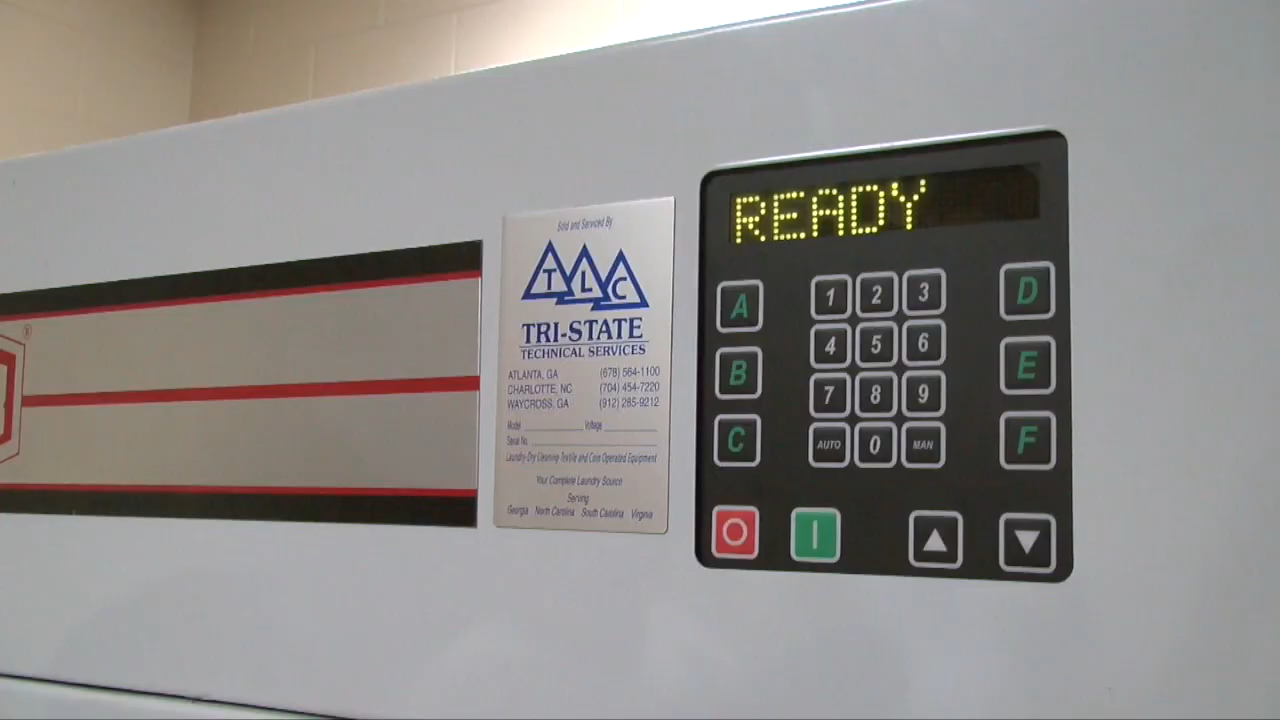 ®
Sold and Serviced By
TLC
TRI-STATE
TECHNICAL SERVICES
ATLANTA, GA (678) 564-1100
CHARLOTTE, NC (704) 454-7220
WAYCROSS, GA (912) 285-9212
Model Voltage
Serial No.
Laundry-Dry Cleaning-Textile and Coin Operated Equipment
Your Complete Laundry Source
Serving
Georgia North Carolina South Carolina Virginia
READY
A 1 2 3 D
B 4 5 6 E
7 8 9
C AUTO 0 MAN F